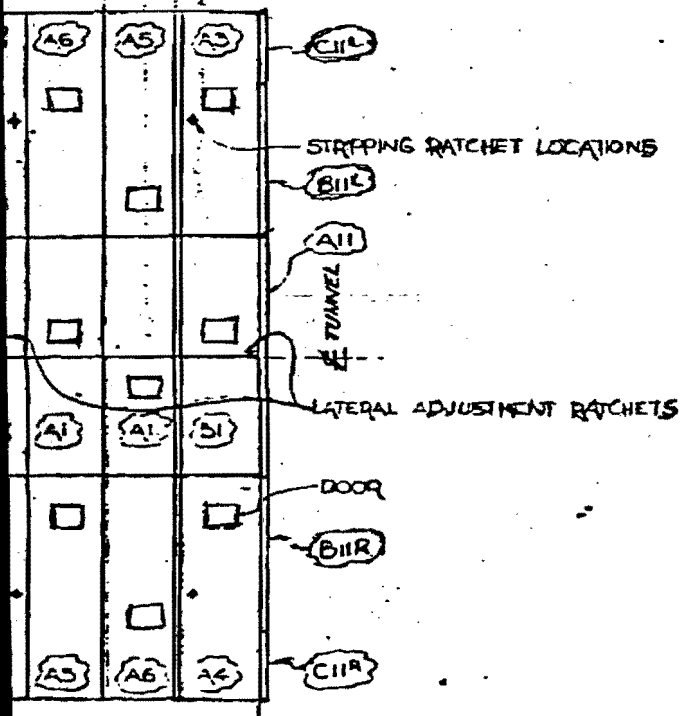 A6 A5 A3
C11L
STRIPPING RATCHET LOCATIONS
B11L
A11
℄ TUNNEL
LATERAL ADJUSTMENT RATCHETS
A1 A1 B1
DOOR
B11R
A5 A6 A4
C11R